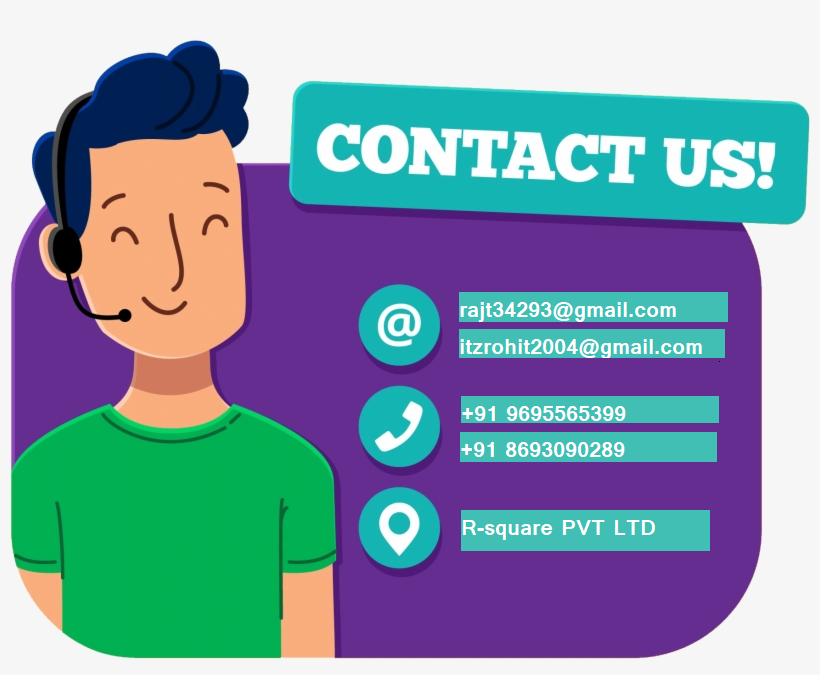 CONTACT US!
@
rajt34293@gmail.com
itzrohit2004@gmail.com
+91 9695565399
+91 8693090289
R-square PVT LTD